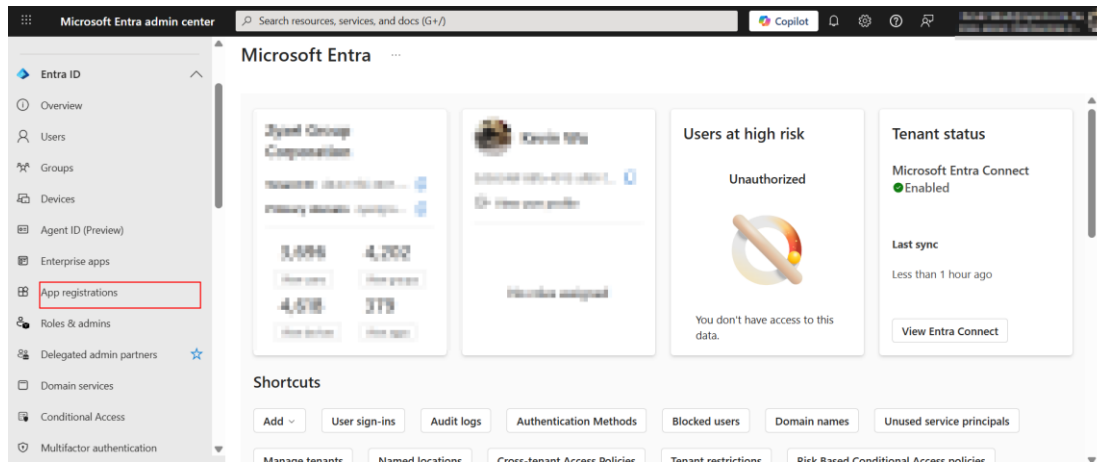 Microsoft Entra admin center
Search resources, services, and docs (G+/)
Copilot
Entra ID
Overview
Users
Groups
Devices
Agent ID (Preview)
Enterprise apps
App registrations
Roles & admins
Delegated admin partners
Domain services
Conditional Access
Multifactor authentication
Microsoft Entra
Users at high risk
Unauthorized
You don't have access to this
data.
Tenant status
Microsoft Entra Connect
Enabled
Last sync
Less than 1 hour ago
View Entra Connect
Shortcuts
Add
User sign-ins
Audit logs
Authentication Methods
Blocked users
Domain names
Unused service principals
Manage tenants
Named locations
Cross-tenant Access Policies
Tenant restrictions
Risk Based Conditional Access policies